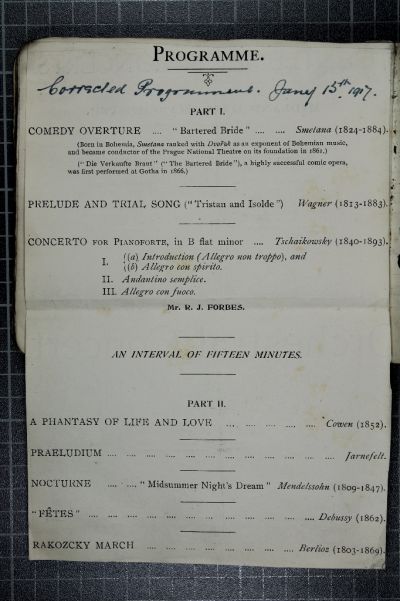 PROGRAMME.
Corrected Programme. Jany 15th 1917.
PART I.
COMEDY OVERTURE .... "Bartered Bride" .... .... Smetana (1824-1884).
(Born in Bohemia, Smetana ranked with Dvořák as an exponent of Bohemian music,
and became conductor of the Prague National Theatre on its foundation in 1861.)
("Die Verkaufte Braut" ("The Bartered Bride"), a highly successful comic opera,
was first performed at Gotha in 1866.)
PRELUDE AND TRIAL SONG ("Tristan and Isolde") Wagner (1813-1883).
CONCERTO FOR PIANOFORTE, in B flat minor .... Tschaikowsky (1840-1893).
I. ((a) Introduction (Allegro non troppo), and
((b) Allegro con spirito.
II. Andantino semplice.
III. Allegro con fuoco.
Mr. R. J. FORBES.
AN INTERVAL OF FIFTEEN MINUTES.
PART II.
A PHANTASY OF LIFE AND LOVE ... .... .... .... .... Cowen (1852).
PRAELUDIUM .... .... .... .... .... .... .... .... .... Jarnefelt.
NOCTURNE .... .... "Midsummer Night's Dream" Mendelssohn (1809-1847).
"FÊTES" .... .... .... .... .... .... .... .... .... Debussy (1862).
RAKOCZKY MARCH .... .... .... .... .... .... Berlioz (1803-1869).